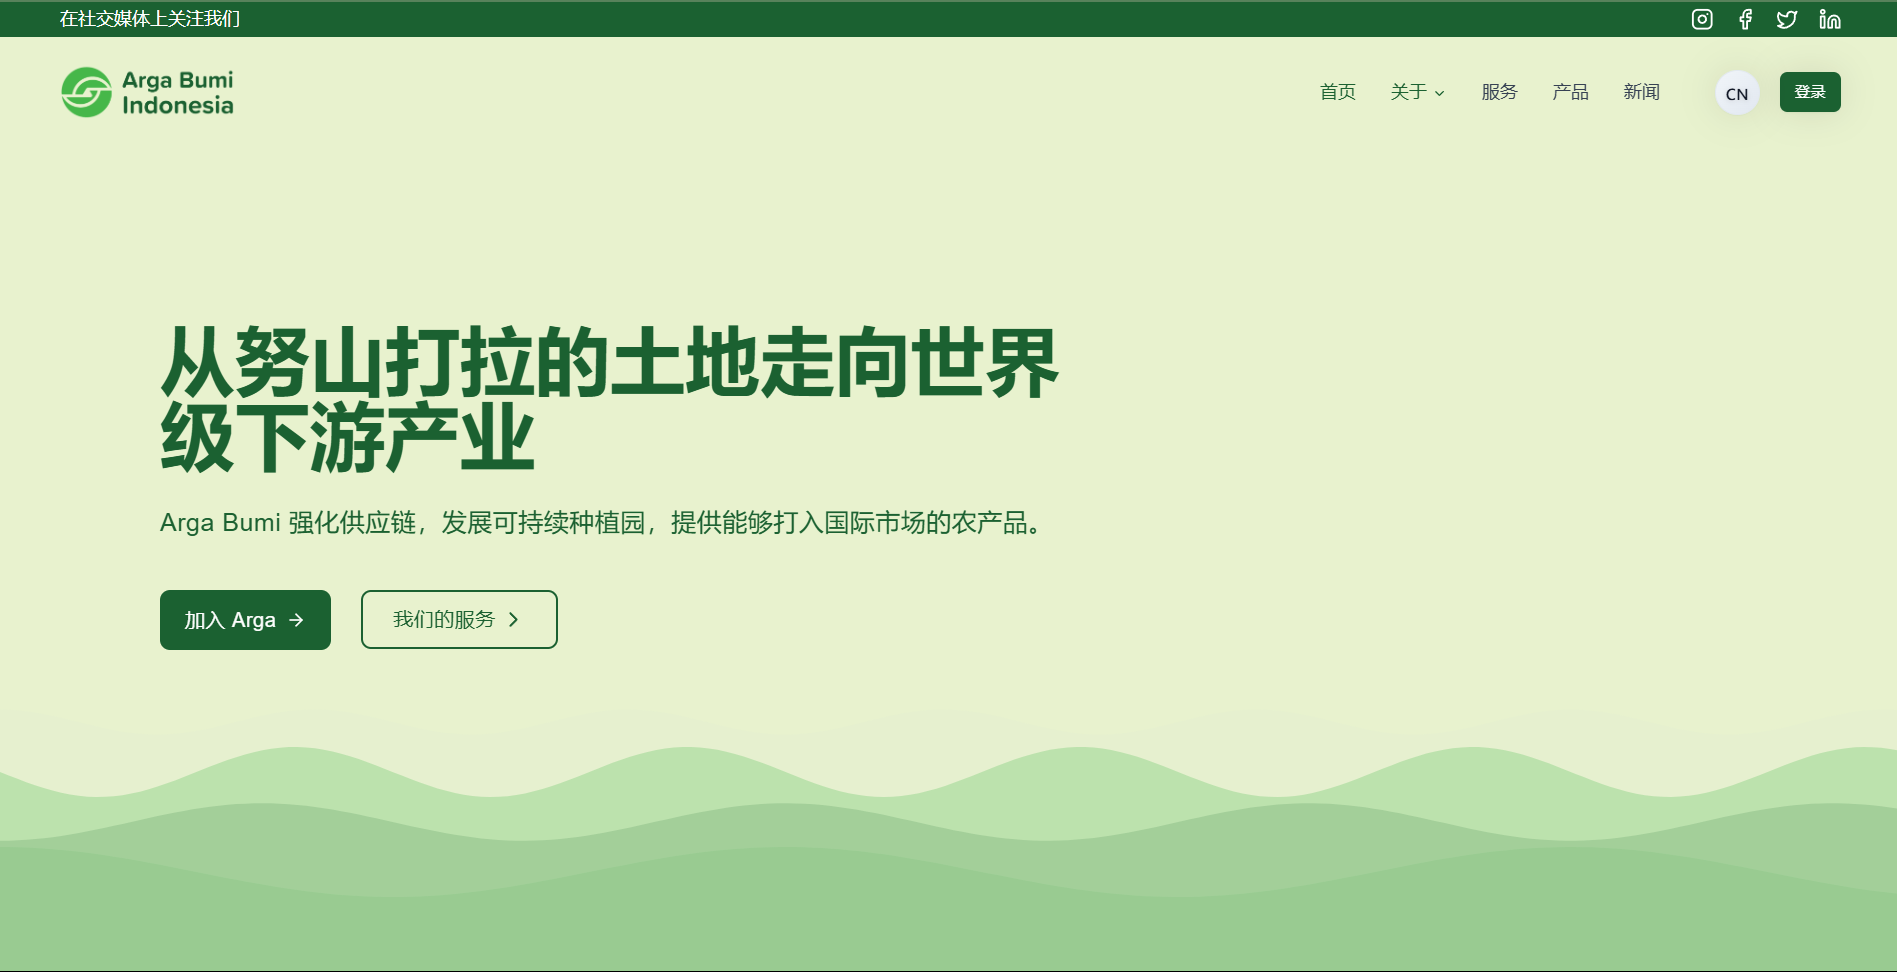 在社交媒体上关注我们
Arga Bumi
Indonesia
首页 关于 服务 产品 新闻 CN 登录
从努山打拉的土地走向世界
级下游产业
Arga Bumi 强化供应链，发展可持续种植园，提供能够打入国际市场的农产品。
加入 Arga 我们的服务